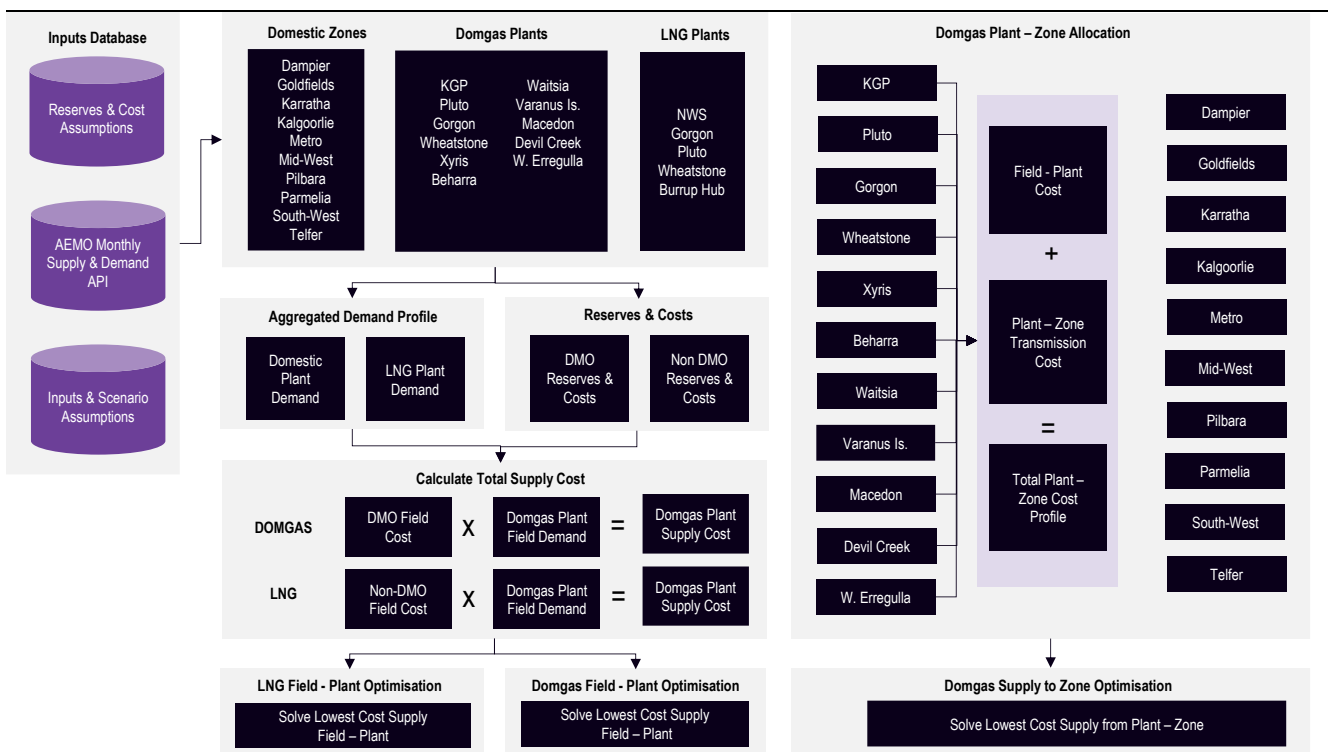 Inputs Database
Reserves & Cost
Assumptions
AEMO Monthly
Supply & Demand
API
Inputs & Scenario
Assumptions
Domestic Zones
Dampier
Goldfields
Karratha
Kalgoorlie
Metro
Mid-West
Pilbara
Parmelia
South-West
Telfer
Domgas Plants
KGP
Pluto
Gorgon
Wheatstone
Xyris
Beharra
Waitsia
Varanus Is.
Macedon
Devil Creek
W. Erregulla
LNG Plants
NWS
Gorgon
Pluto
Wheatstone
Burrup Hub
Aggregated Demand Profile
Domestic
Plant
Demand
LNG Plant
Demand
Reserves & Costs
DMO
Reserves &
Costs
Non DMO
Reserves &
Costs
Calculate Total Supply Cost
DOMGAS
DMO Field
Cost
X
Domgas Plant
Field Demand
=
Domgas Plant
Supply Cost
LNG
Non-DMO
Field Cost
X
Domgas Plant
Field Demand
=
Domgas Plant
Supply Cost
LNG Field - Plant Optimisation
Solve Lowest Cost Supply
Field – Plant
Domgas Field - Plant Optimisation
Solve Lowest Cost Supply
Field – Plant
Domgas Plant – Zone Allocation
KGP
Pluto
Gorgon
Wheatstone
Xyris
Beharra
Waitsia
Varanus Is.
Macedon
Devil Creek
W. Erregulla
Field - Plant
Cost
+
Plant – Zone
Transmission
Cost
=
Total Plant –
Zone Cost
Profile
Dampier
Goldfields
Karratha
Kalgoorlie
Metro
Mid-West
Pilbara
Parmelia
South-West
Telfer
Domgas Supply to Zone Optimisation
Solve Lowest Cost Supply from Plant – Zone